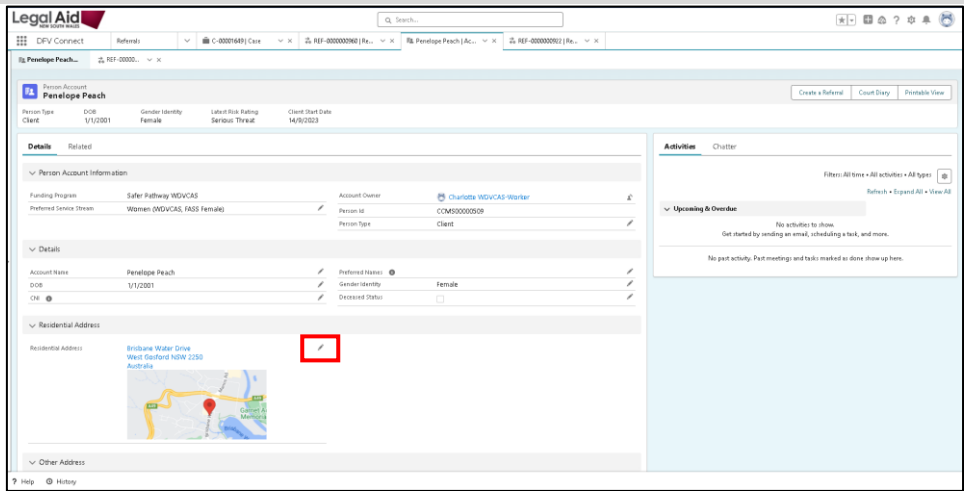 Legal Aid
NEW SOUTH WALES
Search...
DFV Connect
Referrals
C-00001649 | Case
REF-0000000960 | Re...
Penelope Peach | Ac...
REF-0000000922 | Re...
Penelope Peach...
REF-00000...
Person Account
Penelope Peach
Create a Referral
Court Diary
Printable View
Person Type
DOB
Gender Identity
Latest Risk Rating
Client Start Date
Client
1/1/2001
Female
Serious Threat
14/9/2023
Details
Related
Person Account Information
Funding Program
Safer Pathway WDVCAS
Account Owner
Charlotte WDVCAS-Worker
Preferred Service Stream
Women (WDVCAS, FASS Female)
Person Id
CCMS00000509
Person Type
Client
Details
Account Name
Penelope Peach
Preferred Names
DOB
1/1/2001
Gender Identity
Female
CNI
Deceased Status
Residential Address
Residential Address
Brisbane Water Drive
West Gosford NSW 2250
Australia
Other Address
Activities
Chatter
Filters: All time • All activities • All types
Refresh • Expand All • View All
Upcoming & Overdue
No activities to show.
Get started by sending an email, scheduling a task, and more.
No past activity. Past meetings and tasks marked as done show up here.
Help
History